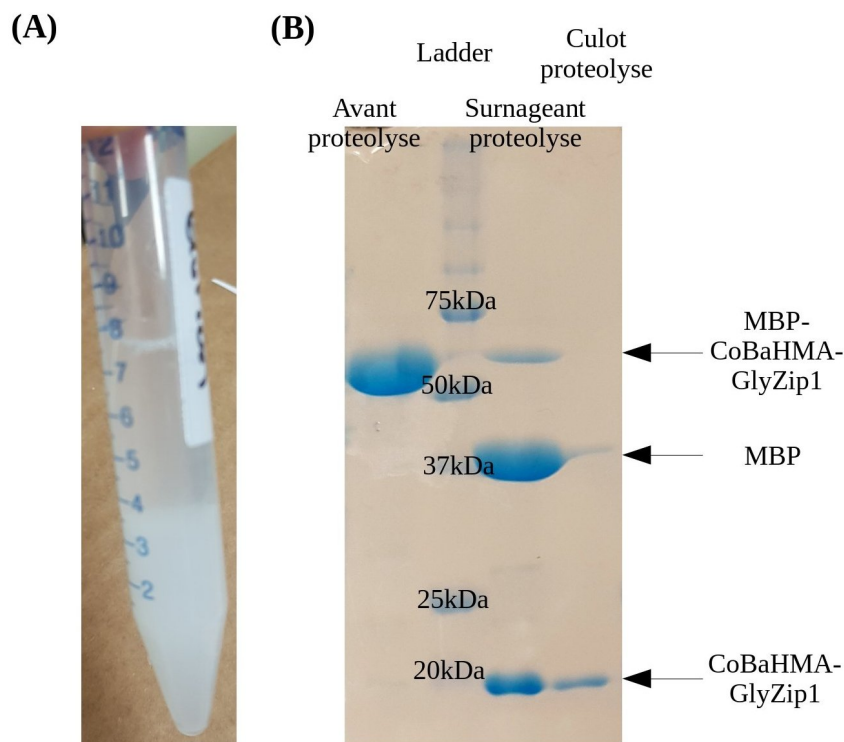 (A)
(B)
Ladder
Culot
proteolyse
Avant
proteolyse
Surnageant
proteolyse
75kDa
50kDa
37kDa
25kDa
20kDa
MBP-
CoBaHMA-
GlyZip1
MBP
CoBaHMA-
GlyZip1
12
11
10
9
8
7
6
5
4
3
2